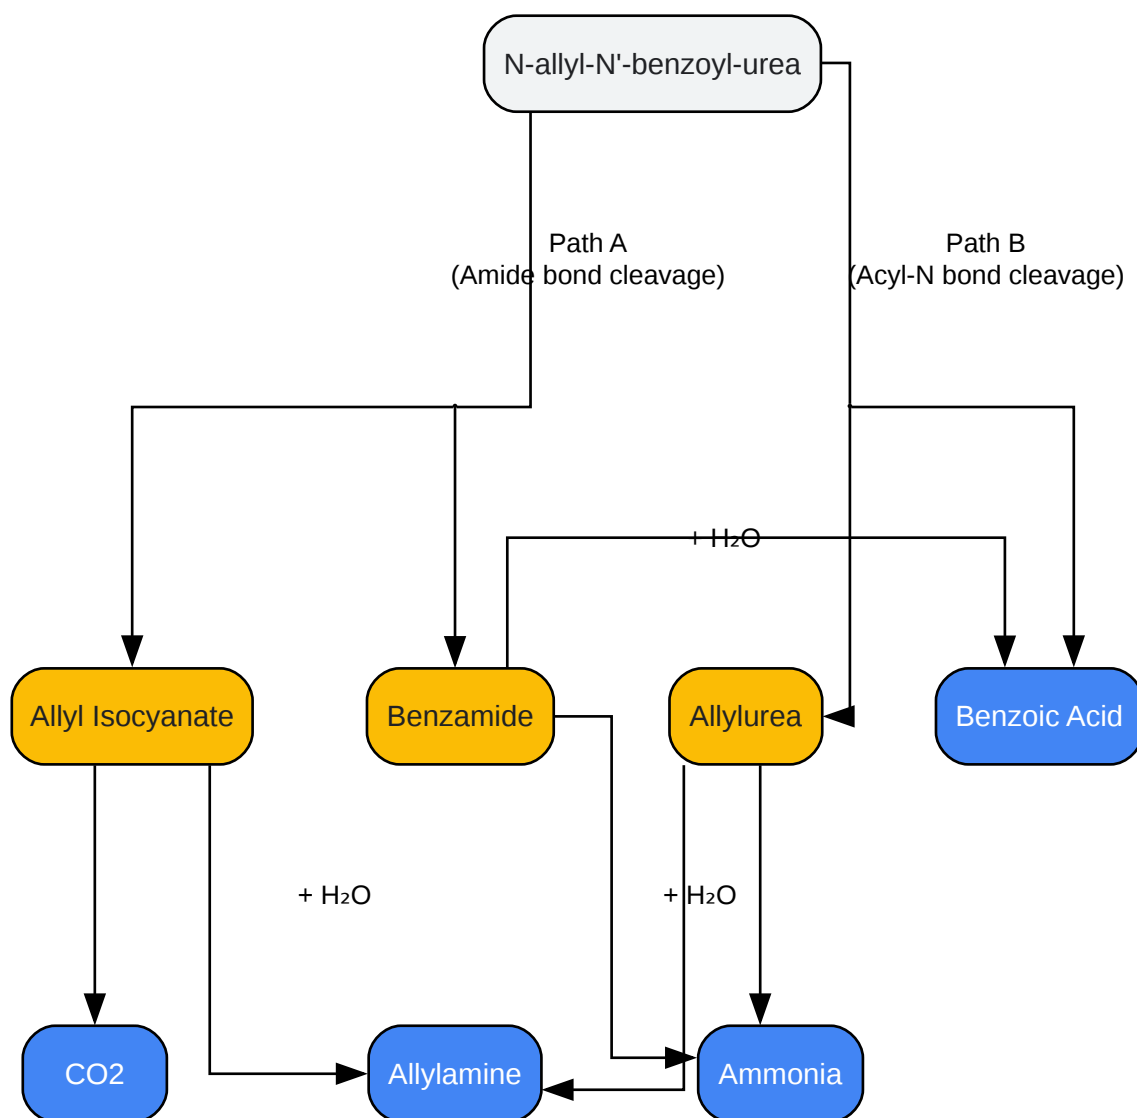 N-allyl-N'-benzoyl-urea
Path A
(Amide bond cleavage)
Path B
(Acyl-N bond cleavage)
+ H₂O
Allyl Isocyanate
Benzamide
Allylurea
Benzoic Acid
+ H₂O
+ H₂O
CO2
Allylamine
Ammonia